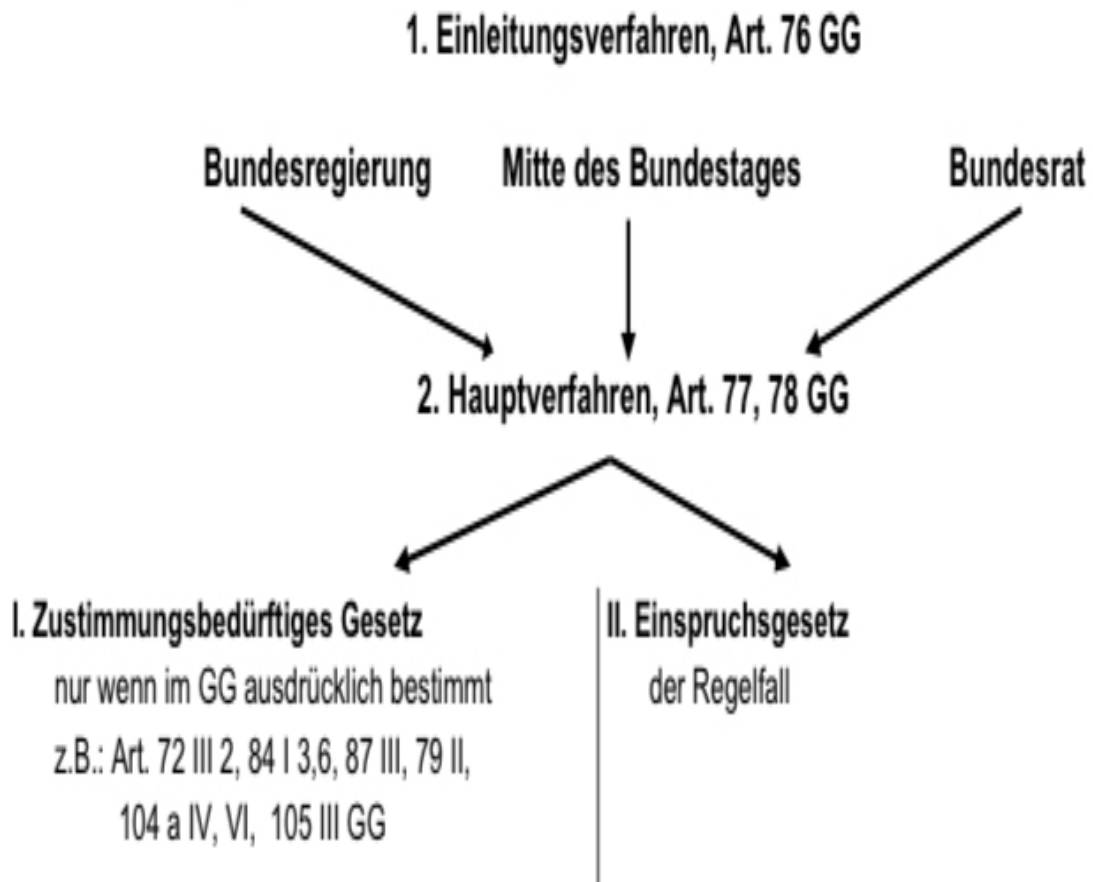 1. Einleitungsverfahren, Art. 76 GG
Bundesregierung Mitte des Bundestages Bundesrat
2. Hauptverfahren, Art. 77, 78 GG
I. Zustimmungsbedürftiges Gesetz
nur wenn im GG ausdrücklich bestimmt
z.B.: Art. 72 III 2, 84 I 3,6, 87 III, 79 II,
104 a IV, VI, 105 III GG
II. Einspruchsgesetz
der Regelfall